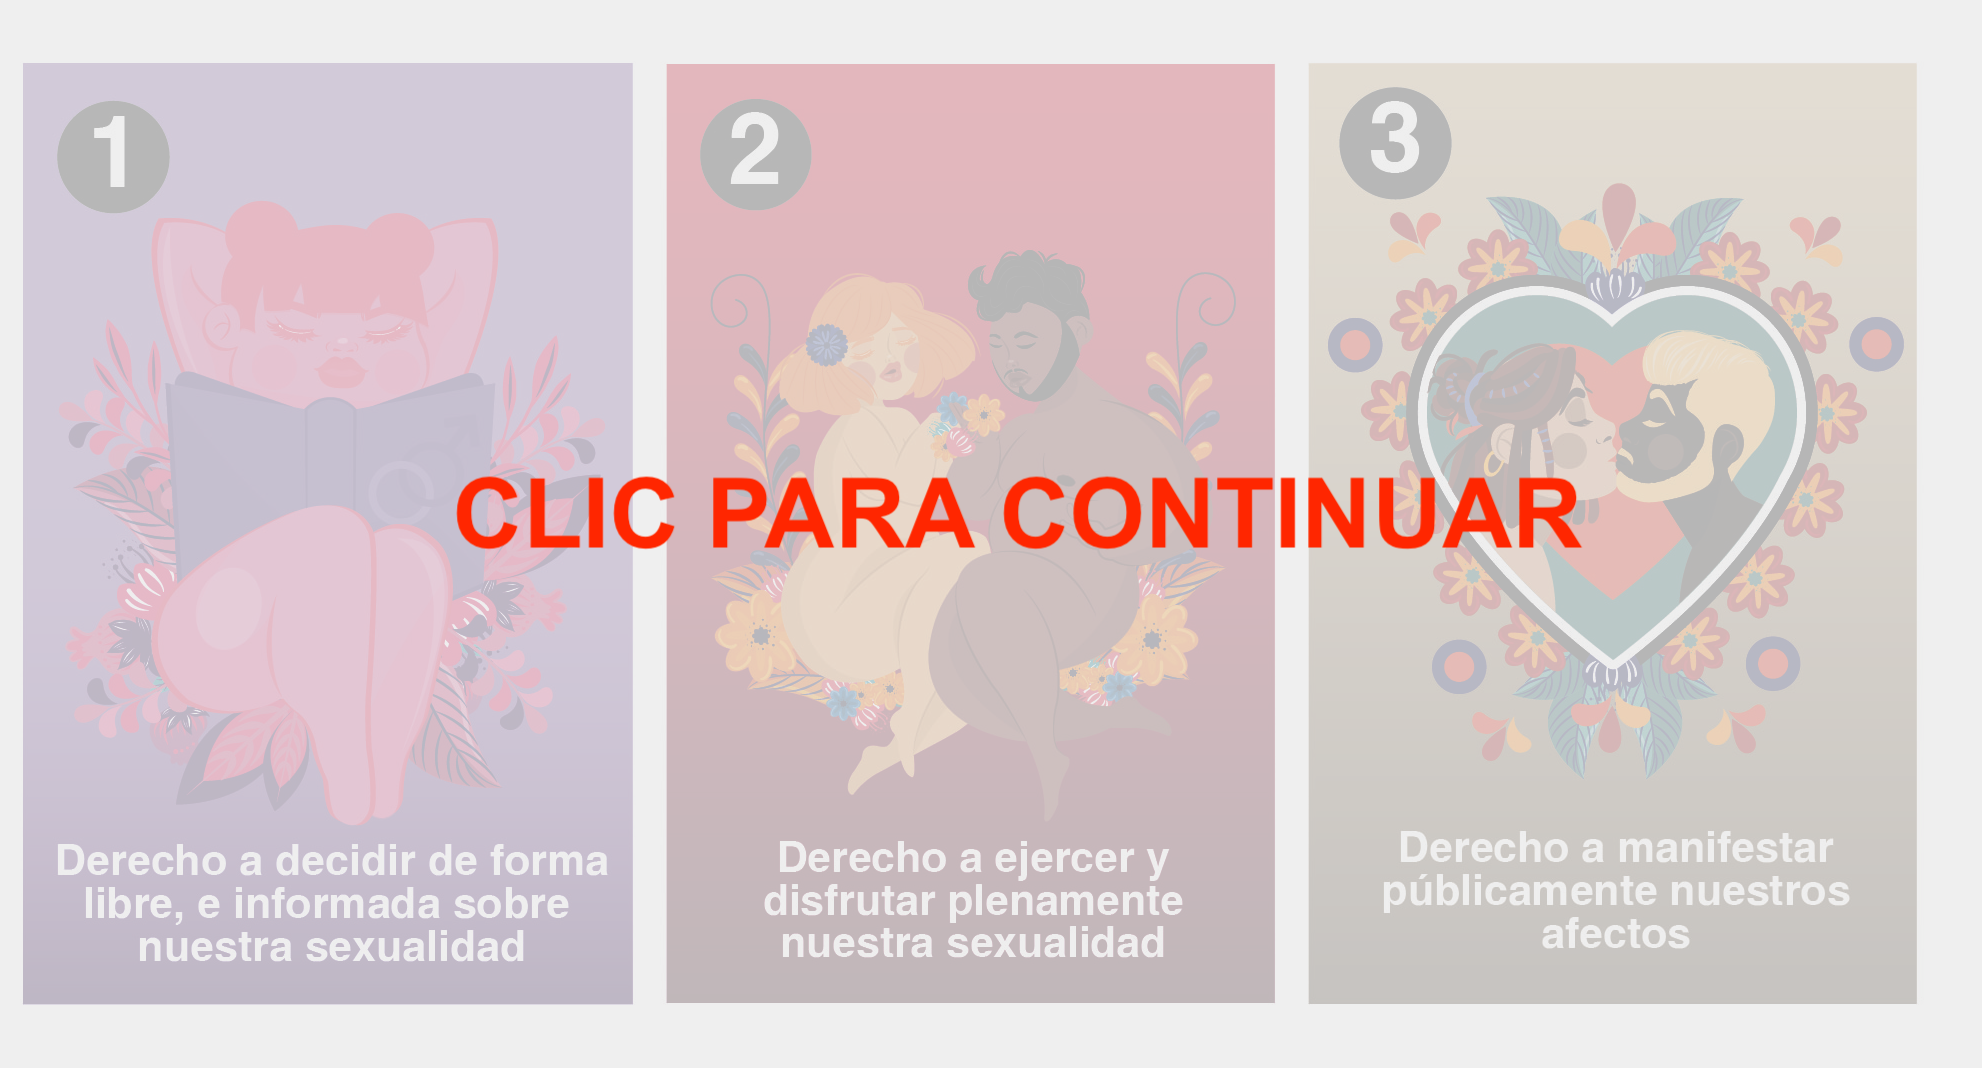 1
2
3
CLIC PARA CONTINUAR
Derecho a decidir de forma
libre, e informada sobre
nuestra sexualidad
Derecho a ejercer y
disfrutar plenamente
nuestra sexualidad
Derecho a manifestar
públicamente nuestros
afectos